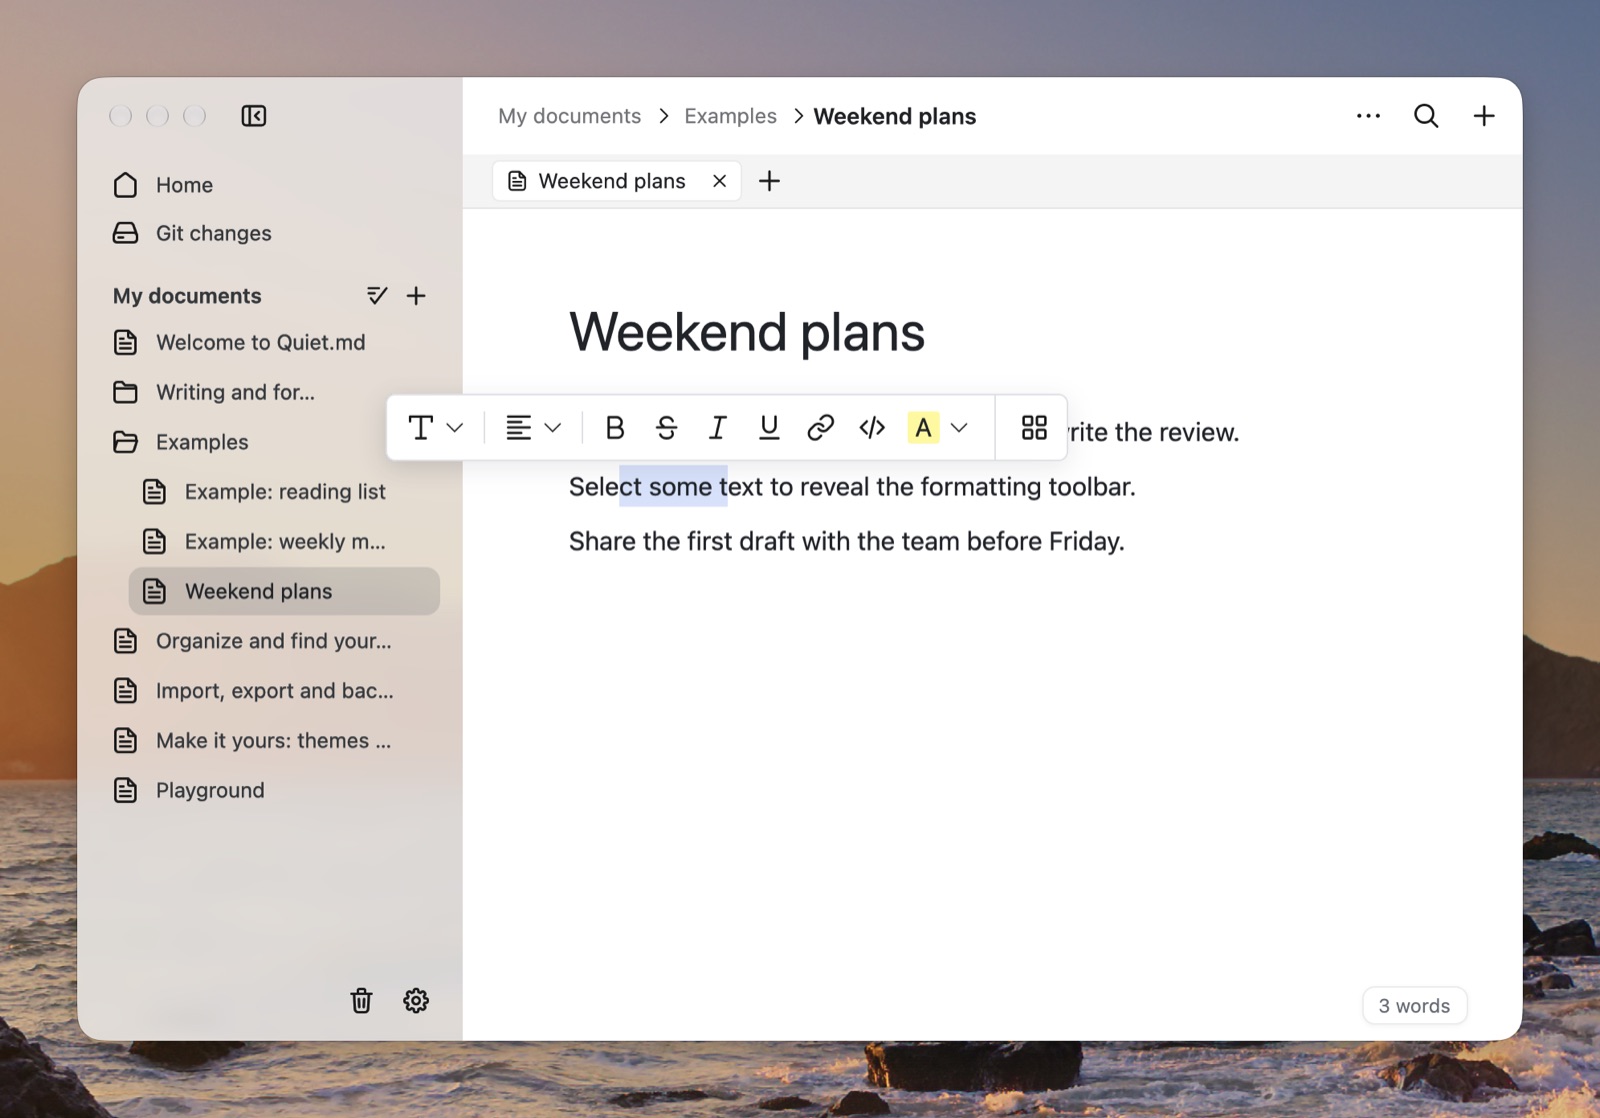 My documents > Examples > Weekend plans
Weekend plans
Home
Git changes
My documents
Welcome to Quiet.md
Writing and for...
Examples
Example: reading list
Example: weekly m...
Weekend plans
Organize and find your...
Import, export and bac...
Make it yours: themes ...
Playground
Weekend plans
T B S I U </> A
the review.
Select some text to reveal the formatting toolbar.
Share the first draft with the team before Friday.
3 words